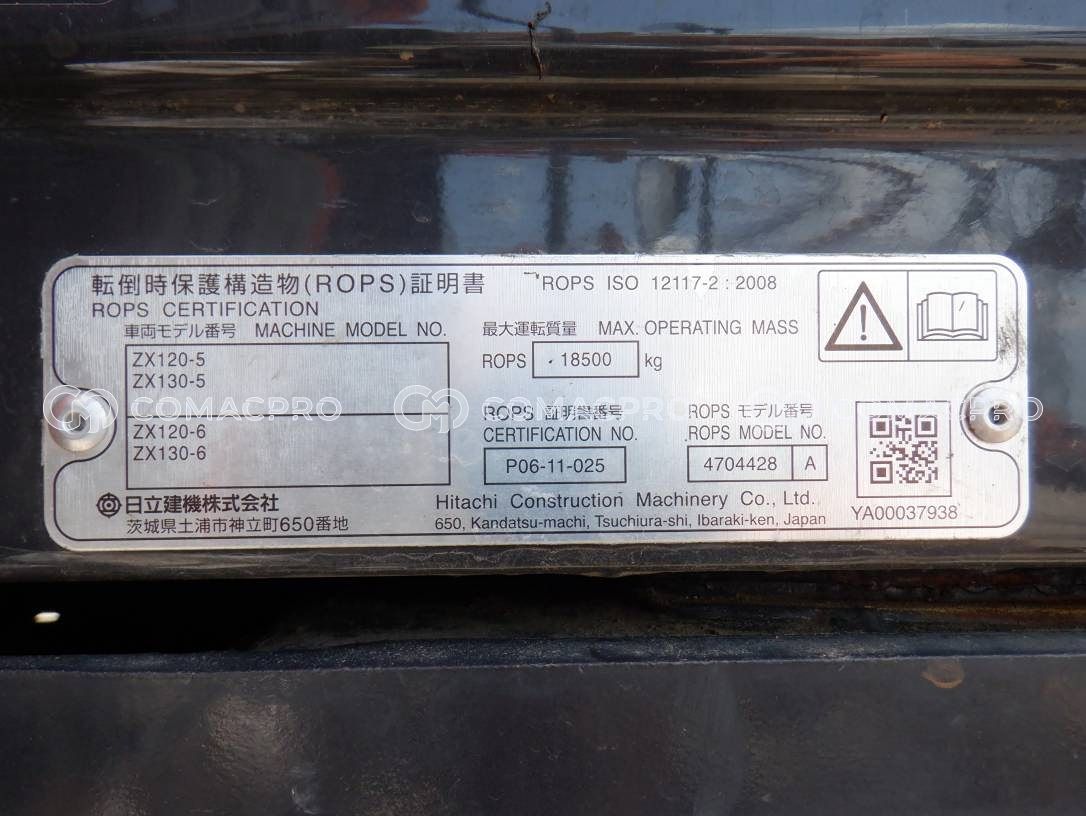 転倒時保護構造物(ROPS)証明書
ROPS ISO 12117-2 : 2008
ROPS CERTIFICATION
車両モデル番号 MACHINE MODEL NO.
ZX120-5
ZX130-5
ZX120-6
ZX130-6
最大運転質量 MAX. OPERATING MASS
ROPS 18500 kg
ROPS 証明書番号
CERTIFICATION NO.
P06-11-025
ROPS モデル番号
ROPS MODEL NO.
4704428 A
日立建機株式会社
茨城県土浦市神立町650番地
Hitachi Construction Machinery Co., Ltd.
650, Kandatsu-machi, Tsuchiura-shi, Ibaraki-ken, Japan
YA00037938
COMACPRO COMACPRO COMACPRO